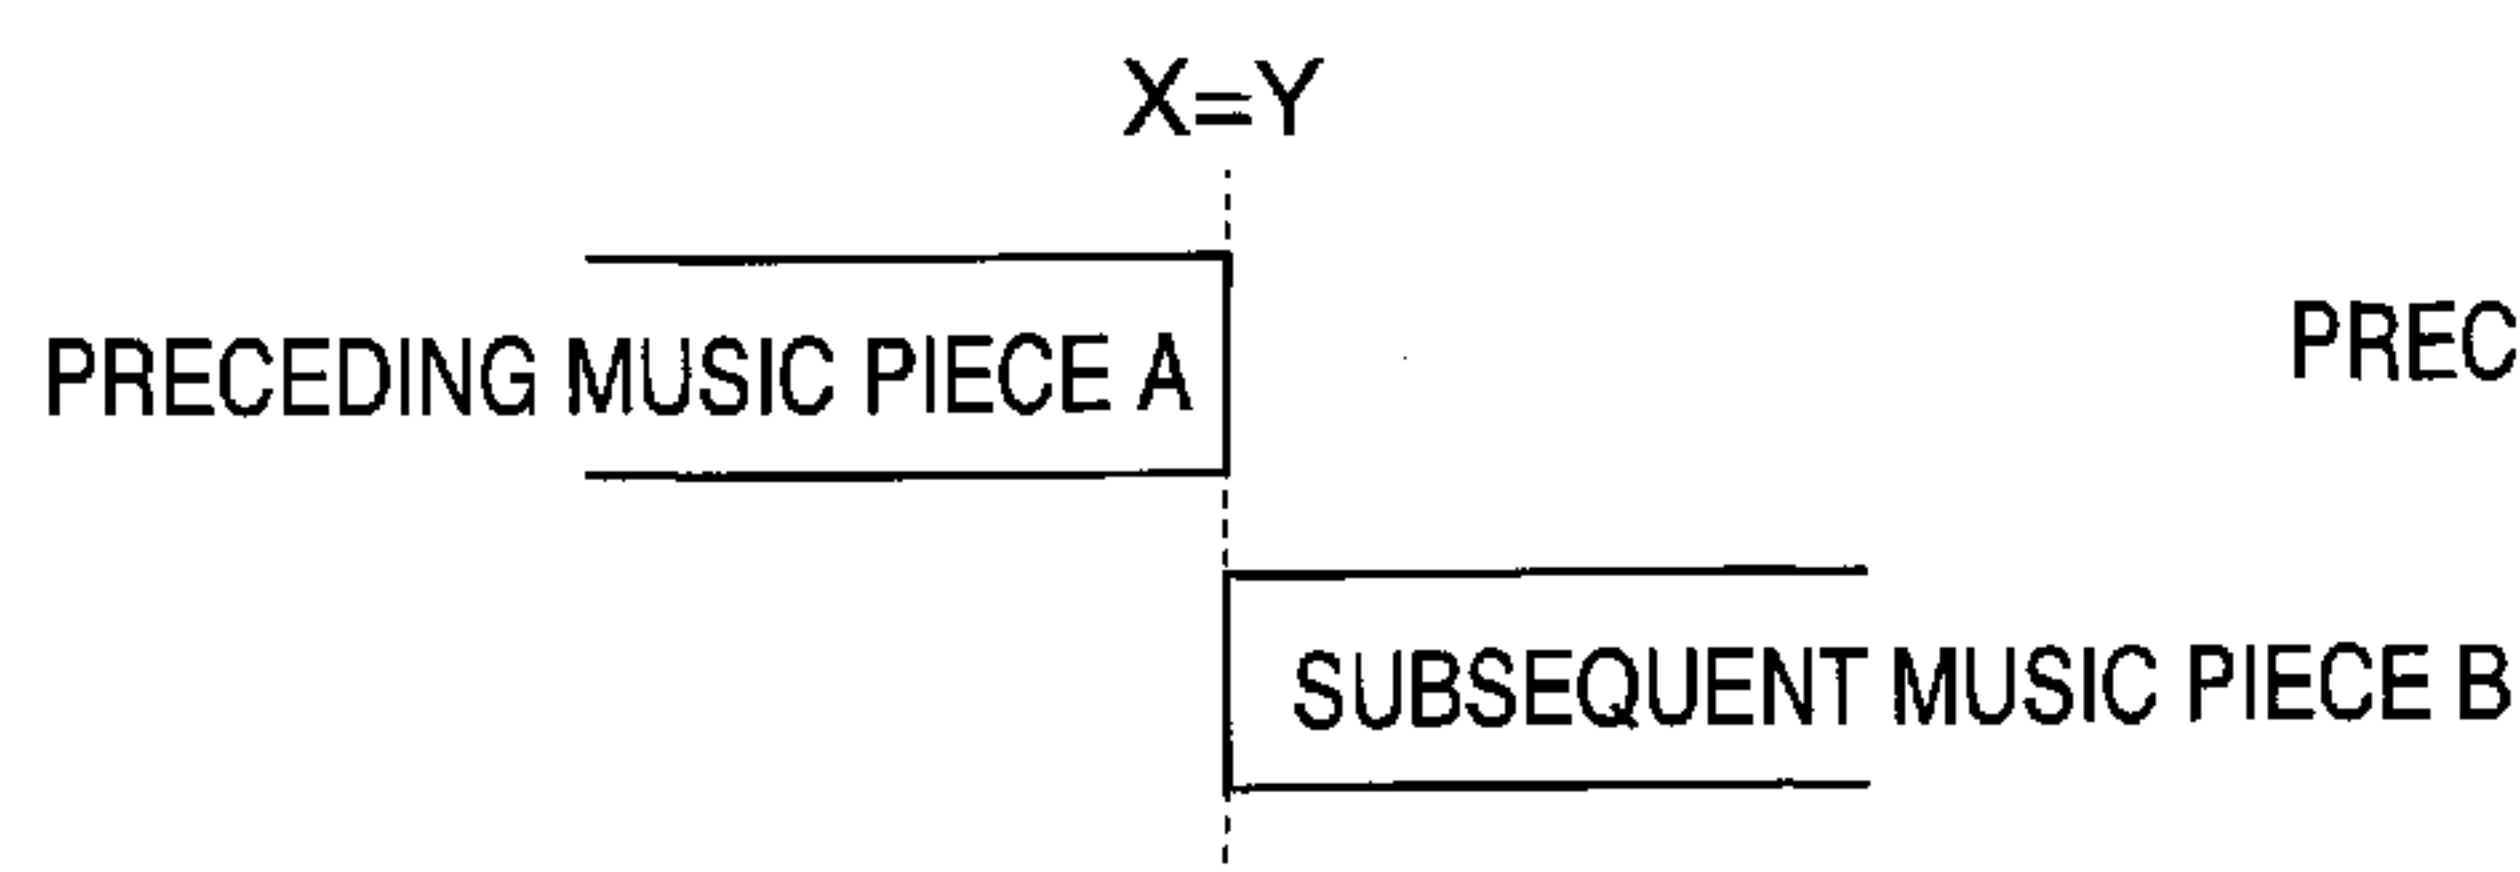 X=Y
PRECEDING MUSIC PIECE A
PREC
SUBSEQUENT MUSIC PIECE B